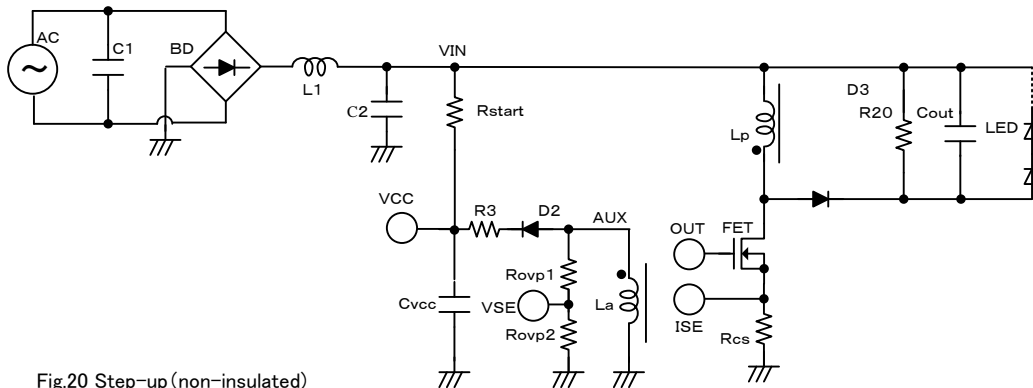 AC
C1
BD
L1
VIN
C2
Rstart
Lp
D3
R20
Cout
LED
VCC
R3
D2
AUX
OUT
FET
Rovp1
Cvcc
VSE
La
ISE
Rovp2
Rcs
Fig.20 Step-up(non-insulated)